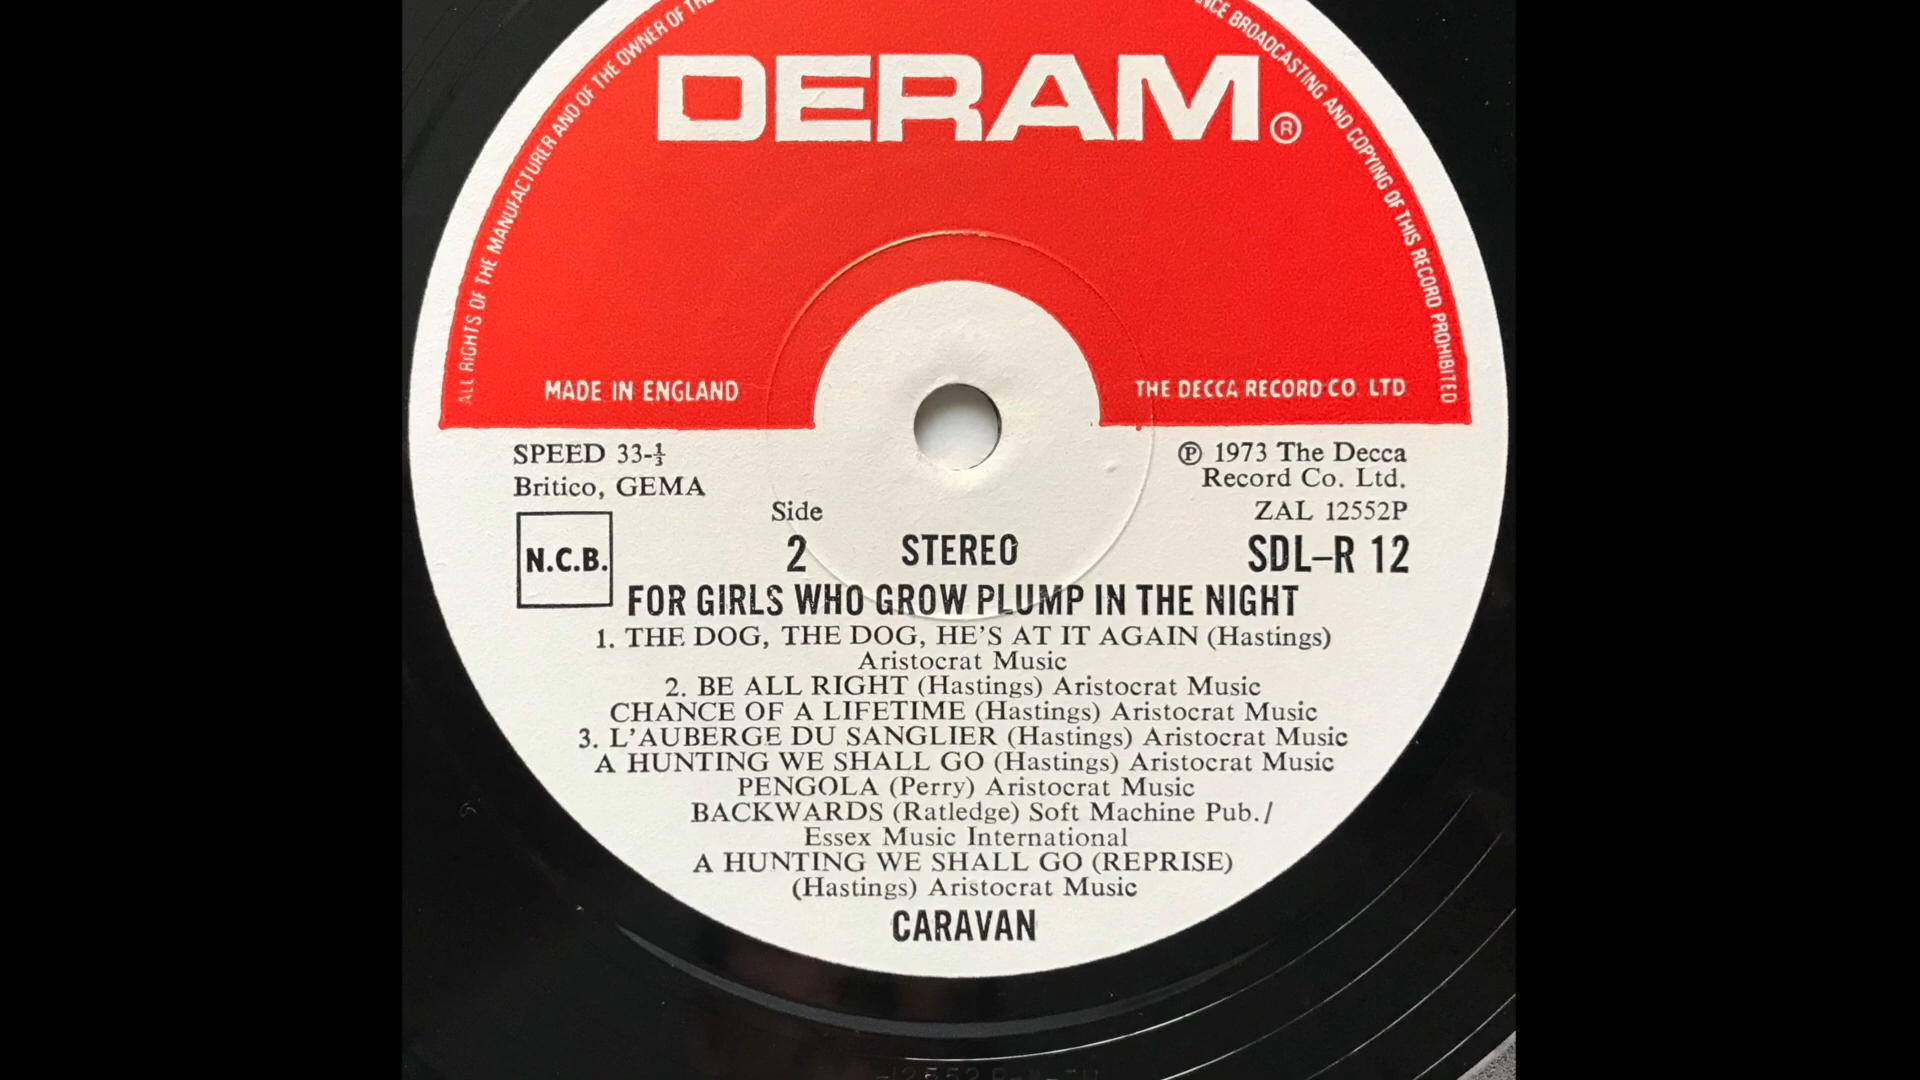 ALL RIGHTS OF THE MANUFACTURER AND OF THE OWNER OF
BROADCASTING AND COPYING OF THIS RECORD PROHIBITED
DERAM®
MADE IN ENGLAND
THE DECCA RECORD CO. LTD
SPEED 33-⅓
Britico, GEMA
℗ 1973 The Decca
Record Co. Ltd.
ZAL 12552P
N.C.B.
Side
2
STEREO
SDL-R 12
FOR GIRLS WHO GROW PLUMP IN THE NIGHT
1. THE DOG, THE DOG, HE'S AT IT AGAIN (Hastings)
Aristocrat Music
2. BE ALL RIGHT (Hastings) Aristocrat Music
CHANCE OF A LIFETIME (Hastings) Aristocrat Music
3. L'AUBERGE DU SANGLIER (Hastings) Aristocrat Music
A HUNTING WE SHALL GO (Hastings) Aristocrat Music
PENGOLA (Perry) Aristocrat Music
BACKWARDS (Ratledge) Soft Machine Pub./
Essex Music International
A HUNTING WE SHALL GO (REPRISE)
(Hastings) Aristocrat Music
CARAVAN